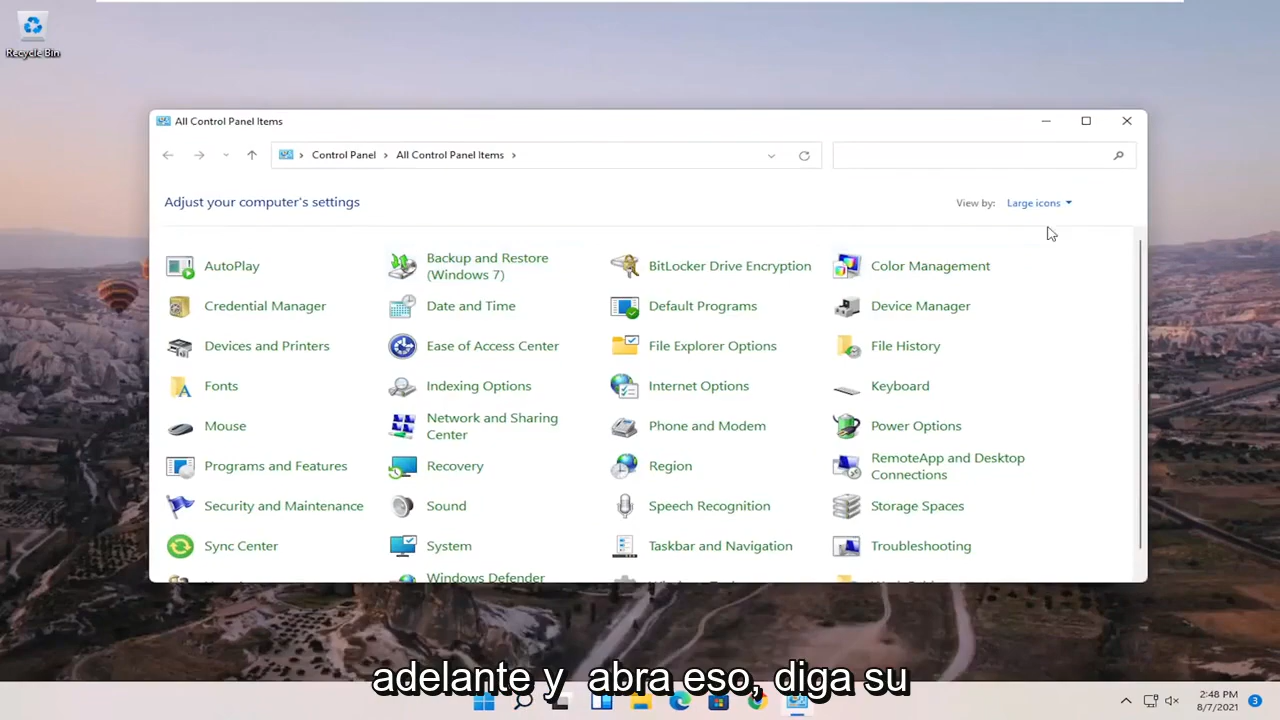 Recycle Bin
All Control Panel Items
Control Panel
All Control Panel Items
Adjust your computer's settings
View by: Large icons
AutoPlay
Backup and Restore
(Windows 7)
BitLocker Drive Encryption
Color Management
Credential Manager
Date and Time
Default Programs
Device Manager
Devices and Printers
Ease of Access Center
File Explorer Options
File History
Fonts
Indexing Options
Internet Options
Keyboard
Mouse
Network and Sharing
Center
Phone and Modem
Power Options
Programs and Features
Recovery
Region
RemoteApp and Desktop
Connections
Security and Maintenance
Sound
Speech Recognition
Storage Spaces
Sync Center
System
Taskbar and Navigation
Troubleshooting
Windows Defender
adelante y abra eso, diga su
2:48 PM
8/7/2021
3